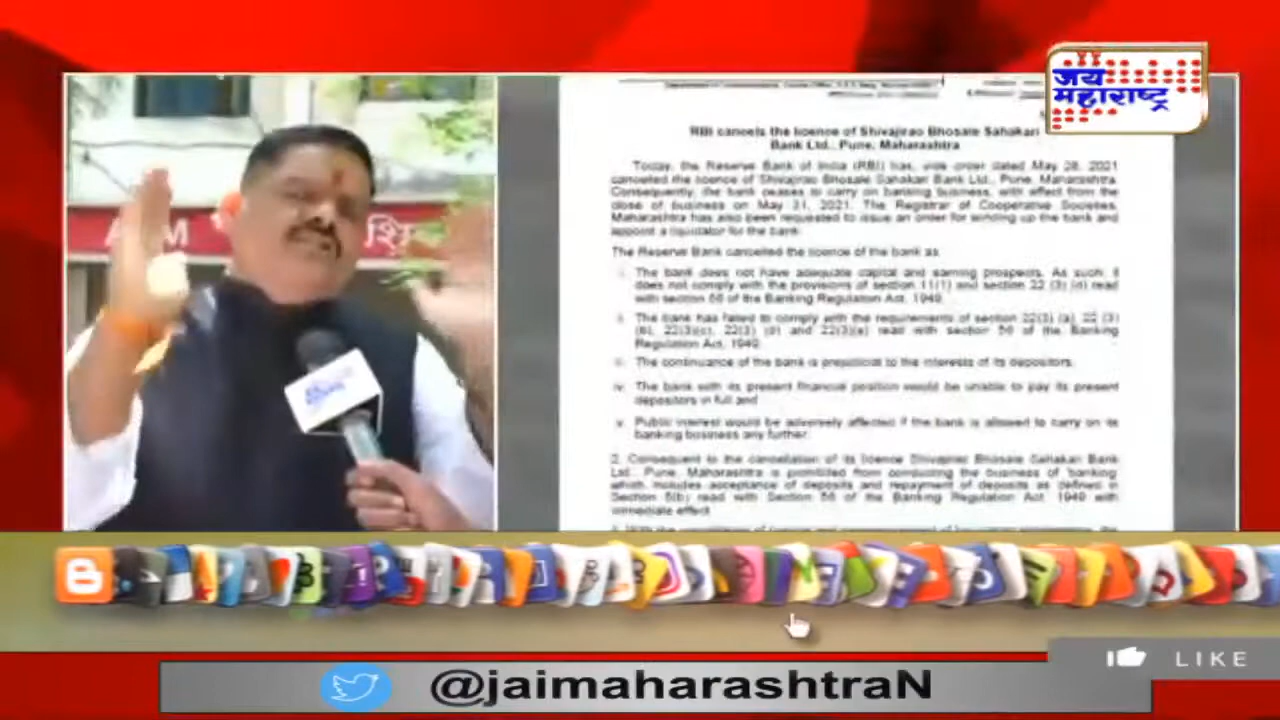 जय
महाराष्ट्र
RBI cancels the licence of Shivajirao Bhosale Sahakari
Bank Ltd., Pune, Maharashtra
Today, the Reserve Bank of India (RBI) has, vide order dated May 28, 2021
cancelled the licence of Shivajirao Bhosale Sahakari Bank Ltd., Pune, Maharashtra.
Consequently, the bank ceases to carry on banking business, with effect from the
close of business on May 31, 2021. The Registrar of Cooperative Societies,
Maharashtra has also been requested to issue an order for winding up the bank and
appoint a liquidator for the bank.
The Reserve Bank cancelled the licence of the bank as
i. The bank does not have adequate capital and earning prospects. As such, it
does not comply with the provisions of section 11(1) and section 22 (3) (d) read
with section 56 of the Banking Regulation Act, 1949.
ii. The bank has failed to comply with the requirements of section 22(3) (a), 22 (3)
(b), 22(3)(c), 22(3) (d) and 22(3)(e) read with section 56 of the Banking
Regulation Act, 1949
iii. The continuance of the bank is prejudicial to the interests of its depositors.
iv. The bank with its present financial position would be unable to pay its present
depositors in full and
v. Public interest would be adversely affected if the bank is allowed to carry on its
banking business any further.
2. Consequent to the cancellation of its licence Shivajirao Bhosale Sahakari Bank
Ltd., Pune, Maharashtra is prohibited from conducting the business of 'banking'
which includes acceptance of deposits and repayment of deposits as defined in
Section 5(b) read with Section 56 of the Banking Regulation Act, 1949 with
immediate effect
LIKE
@jaimaharashtraN